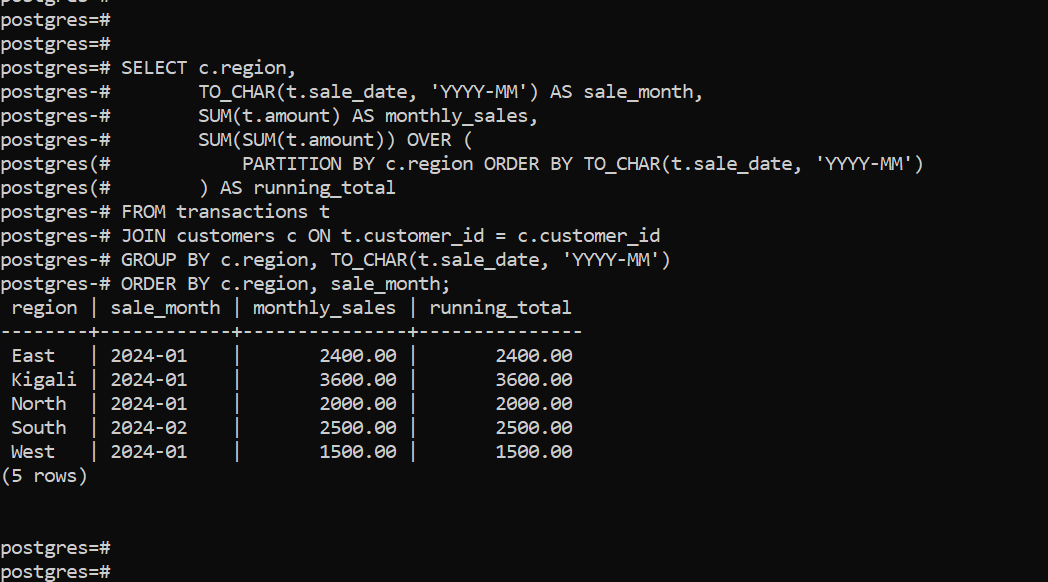 postgres=#
postgres=#
postgres=#
postgres=# SELECT c.region,
postgres-#        TO_CHAR(t.sale_date, 'YYYY-MM') AS sale_month,
postgres-#        SUM(t.amount) AS monthly_sales,
postgres-#        SUM(SUM(t.amount)) OVER (
postgres(#            PARTITION BY c.region ORDER BY TO_CHAR(t.sale_date, 'YYYY-MM')
postgres(#        ) AS running_total
postgres-# FROM transactions t
postgres-# JOIN customers c ON t.customer_id = c.customer_id
postgres-# GROUP BY c.region, TO_CHAR(t.sale_date, 'YYYY-MM')
postgres-# ORDER BY c.region, sale_month;
 region | sale_month | monthly_sales | running_total
--------+------------+---------------+---------------
 East   | 2024-01    |       2400.00 |       2400.00
 Kigali | 2024-01    |       3600.00 |       3600.00
 North  | 2024-01    |       2000.00 |       2000.00
 South  | 2024-02    |       2500.00 |       2500.00
 West   | 2024-01    |       1500.00 |       1500.00
(5 rows)
postgres=#
postgres=#